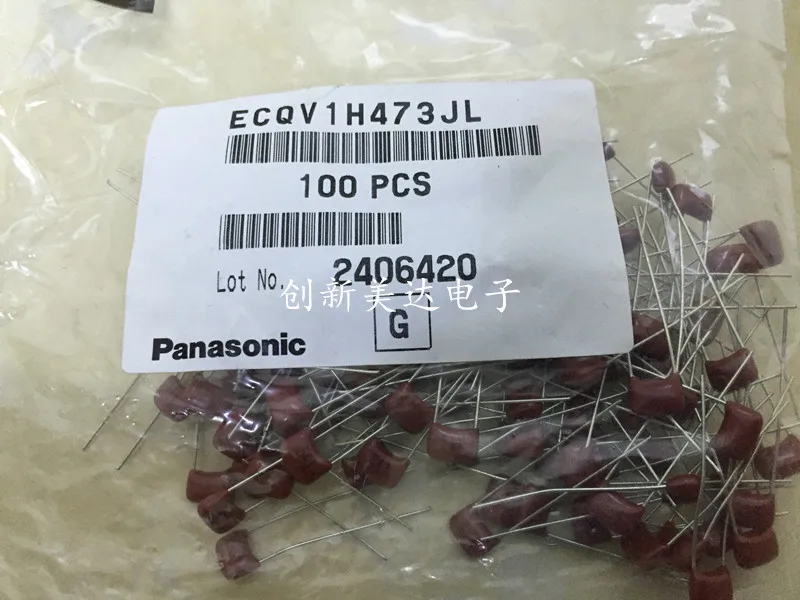 ECQV1H473JL
100 PCS
Lot No. 2406420
创新美达电子
G
Panasonic